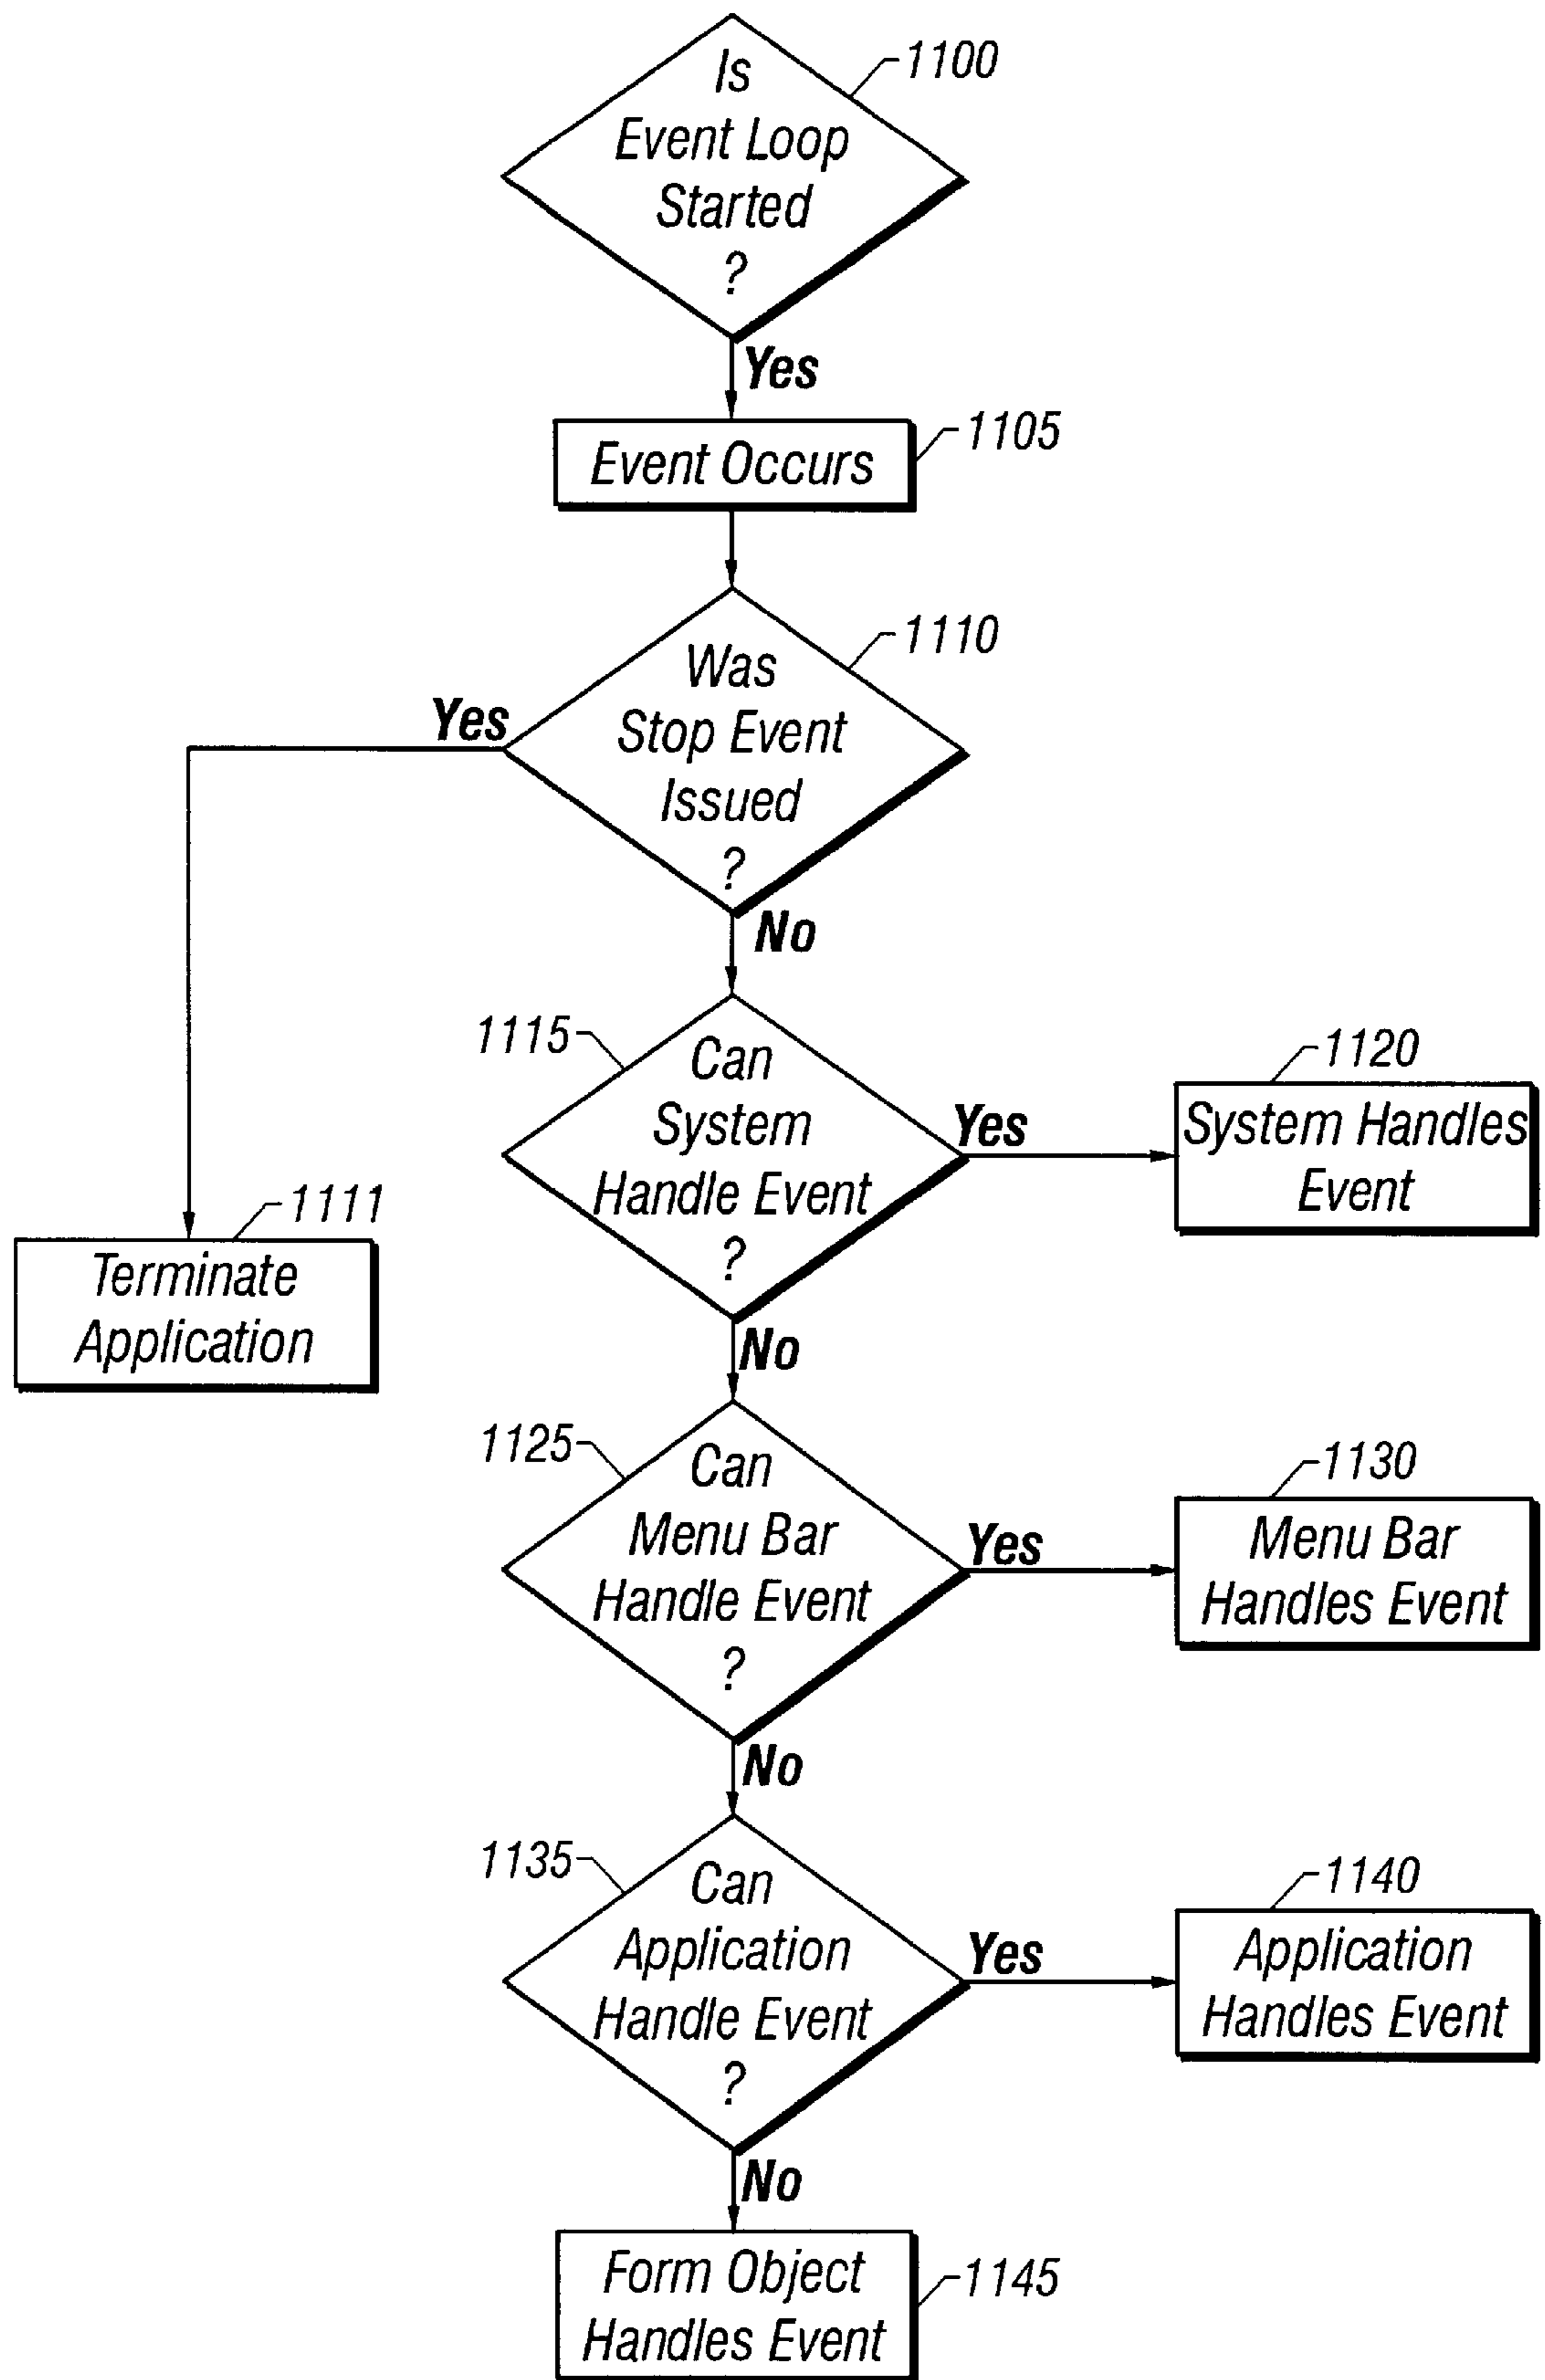 1100
Is
Event Loop
Started
?
Yes
1105
Event Occurs
1110
Was
Stop Event
Issued
?
Yes
No
1115
Can
System
Handle Event
?
Yes
1120
System Handles
Event
1111
Terminate
Application
No
1125
Can
Menu Bar
Handle Event
?
Yes
1130
Menu Bar
Handles Event
No
1135
Can
Application
Handle Event
?
Yes
1140
Application
Handles Event
No
Form Object
Handles Event
1145